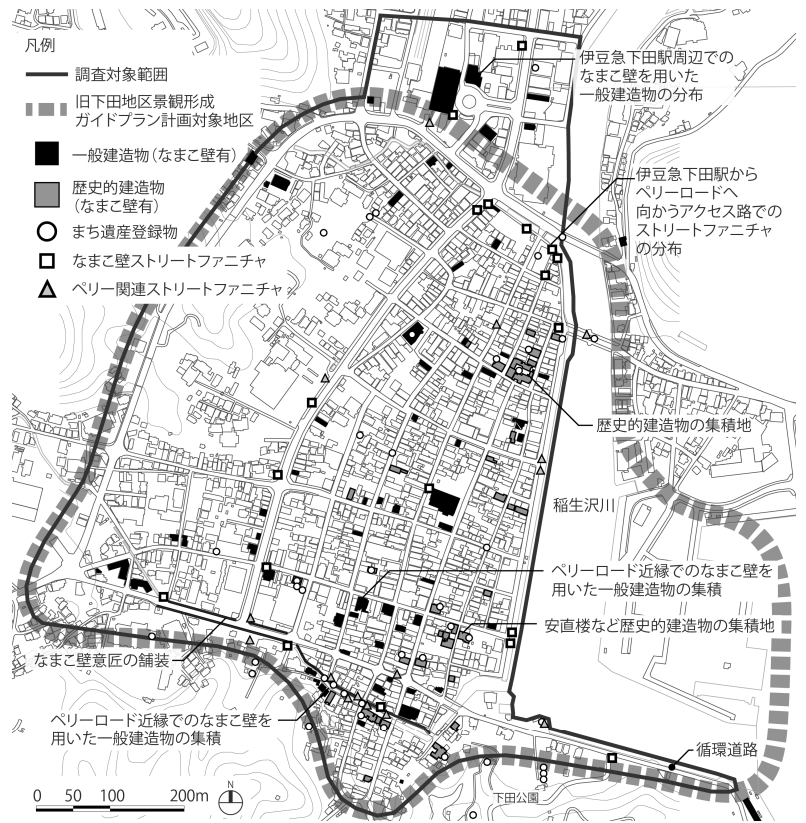 凡例
調査対象範囲
旧下田地区景観形成
ガイドプラン計画対象地区
一般建造物（なまこ壁有）
歴史的建造物
（なまこ壁有）
まち遺産登録物
なまこ壁ストリートファニチャ
ペリー関連ストリートファニチャ
伊豆急下田駅周辺での
なまこ壁を用いた
一般建造物の分布
伊豆急下田駅から
ペリーロードへ
向かうアクセス路での
ストリートファニチャ
の分布
歴史的建造物の集積地
稲生沢川
ペリーロード近縁でのなまこ壁を
用いた一般建造物の集積
安直楼など歴史的建造物の集積地
なまこ壁意匠の舗装
ペリーロード近縁でのなまこ壁を
用いた一般建造物の集積
循環道路
下田公園
0 50 100 200m
N